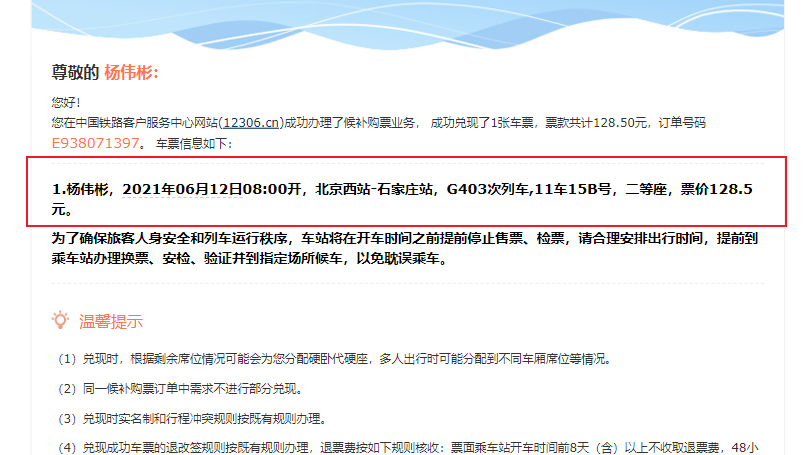 尊敬的 杨伟彬：
您好！
您在中国铁路客户服务中心网站(12306.cn)成功办理了候补购票业务， 成功兑现了1张车票，票款共计128.50元，订单号码
E938071397。 车票信息如下：
1.杨伟彬，2021年06月12日08:00开，北京西站-石家庄站，G403次列车,11车15B号，二等座，票价128.5
元。
为了确保旅客人身安全和列车运行秩序，车站将在开车时间之前提前停止售票、检票，请合理安排出行时间，提前到
乘车站办理换票、安检、验证并到指定场所候车，以免耽误乘车。
温馨提示
（1）兑现时，根据剩余席位情况可能会为您分配硬卧代硬座，多人出行时可能分配到不同车厢席位等情况。
（2）同一候补购票订单中需求不进行部分兑现。
（3）兑现时实名制和行程冲突规则按既有规则办理。
（4）兑现成功车票的退改签规则按既有规则办理，退票费按如下规则核收：票面乘车站开车时间前8天（含）以上不收取退票费，48小